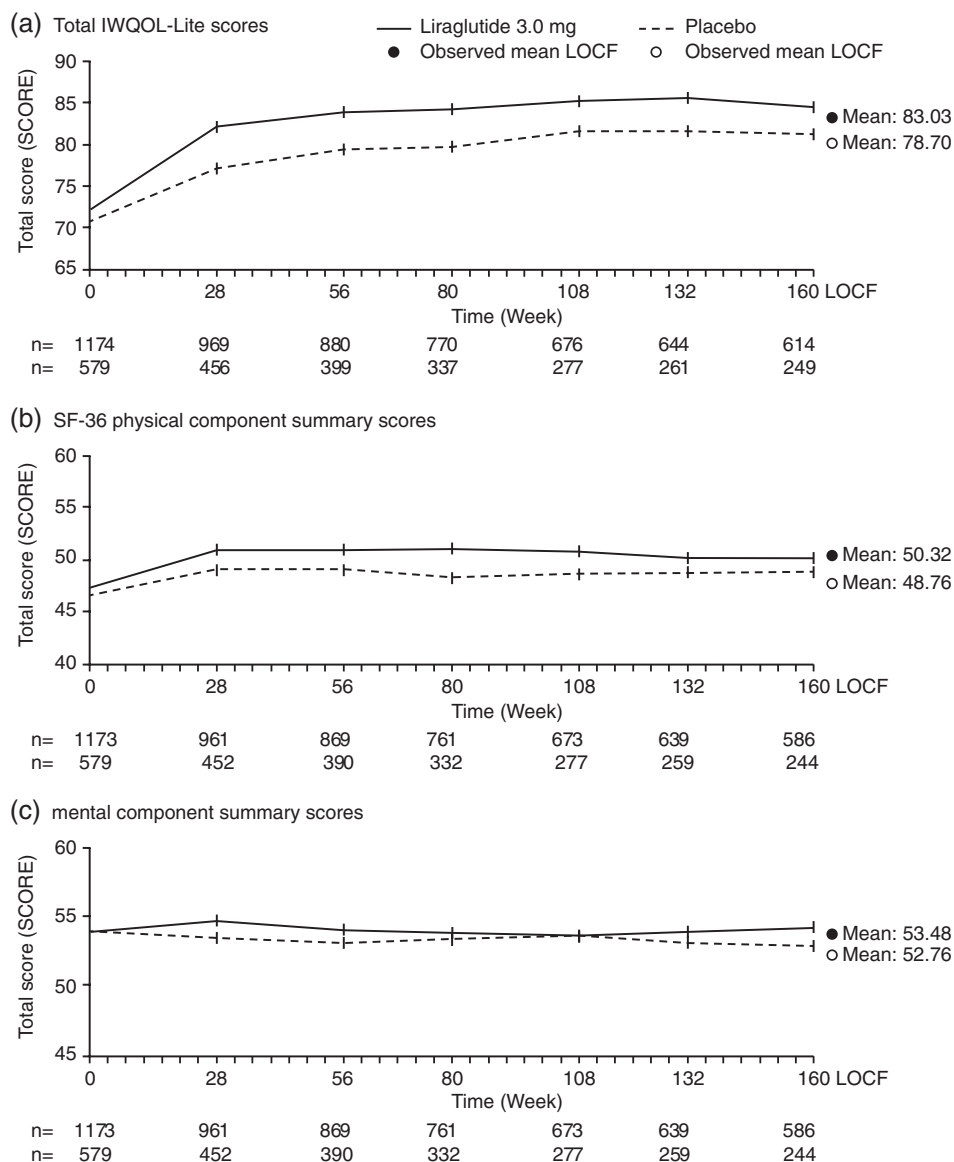 (a) Total IWQOL-Lite scores
Liraglutide 3.0 mg Placebo
Observed mean LOCF Observed mean LOCF
Total score (SCORE)
90
85
80
75
70
65
Mean: 83.03
Mean: 78.70
0 28 56 80 108 132 160 LOCF
Time (Week)
n= 1174 969 880 770 676 644 614
n= 579 456 399 337 277 261 249
(b) SF-36 physical component summary scores
Total score (SCORE)
60
55
50
45
40
Mean: 50.32
Mean: 48.76
0 28 56 80 108 132 160 LOCF
Time (Week)
n= 1173 961 869 761 673 639 586
n= 579 452 390 332 277 259 244
(c) mental component summary scores
Total score (SCORE)
60
55
50
45
Mean: 53.48
Mean: 52.76
0 28 56 80 108 132 160 LOCF
Time (Week)
n= 1173 961 869 761 673 639 586
n= 579 452 390 332 277 259 244